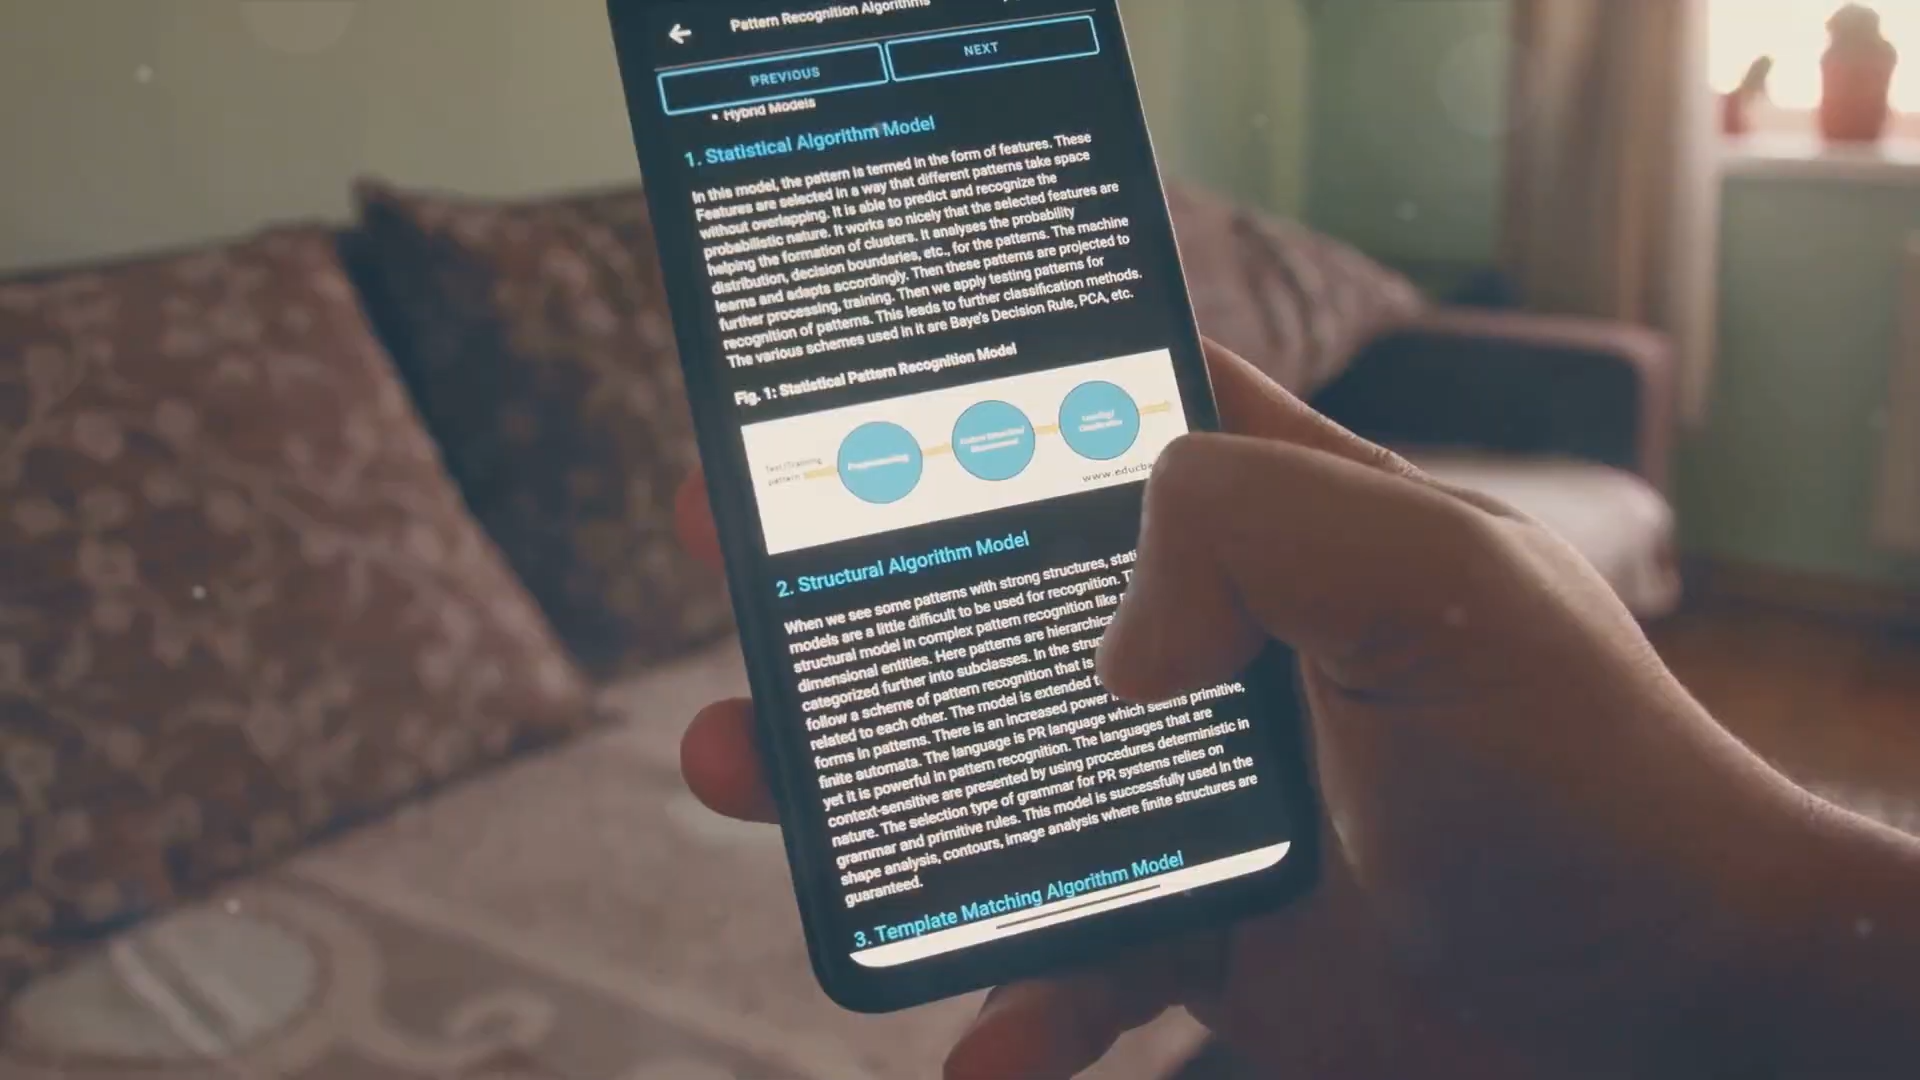 Pattern Recognition Algorithms
PREVIOUS
NEXT
• Hybrid Models
1. Statistical Algorithm Model
In this model, the pattern is termed in the form of features. These
Features are selected in a way that different patterns take space
without overlapping. It is able to predict and recognize the
probabilistic nature. It works so nicely that the selected features are
helping the formation of clusters. It analyses the probability
distribution, decision boundaries, etc., for the patterns. The machine
learns and adapts accordingly. Then these patterns are projected to
further processing, training. Then we apply testing patterns for
recognition of patterns. This leads to further classification methods.
The various schemes used in it are Baye's Decision Rule, PCA, etc.
Fig. 1: Statistical Pattern Recognition Model
Test/Training
pattern
Preprocessing
Learning/
Classification
www.educba
2. Structural Algorithm Model
When we see some patterns with strong structures, stati
models are a little difficult to be used for recognition. T
structural model in complex pattern recognition like
dimensional entities. Here patterns are hierarchica
categorized further into subclasses. In the struc
follow a scheme of pattern recognition that is
related to each other. The model is extended t
forms in patterns. There is an increased power
finite automata. The language is PR language which seems primitive,
yet it is powerful in pattern recognition. The languages that are
context-sensitive are presented by using procedures deterministic in
nature. The selection type of grammar for PR systems relies on
grammar and primitive rules. This model is successfully used in the
shape analysis, contours, image analysis where finite structures are
guaranteed.
3. Template Matching Algorithm Model